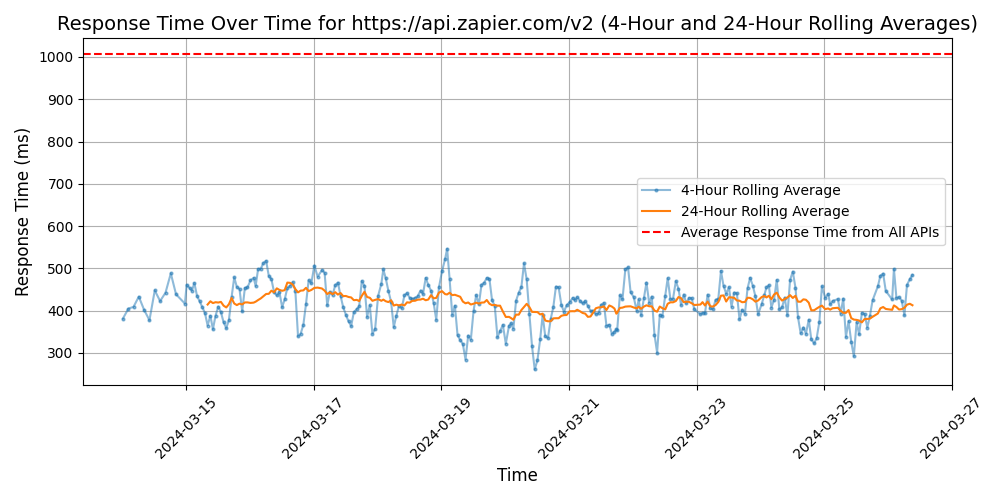 Response Time Over Time for https://api.zapier.com/v2 (4-Hour and 24-Hour Rolling Averages)
Response Time (ms)
1000
900
800
700
600
500
400
300
4-Hour Rolling Average
24-Hour Rolling Average
Average Response Time from All APIs
2024-03-15
2024-03-17
2024-03-19
2024-03-21
2024-03-23
2024-03-25
2024-03-27
Time